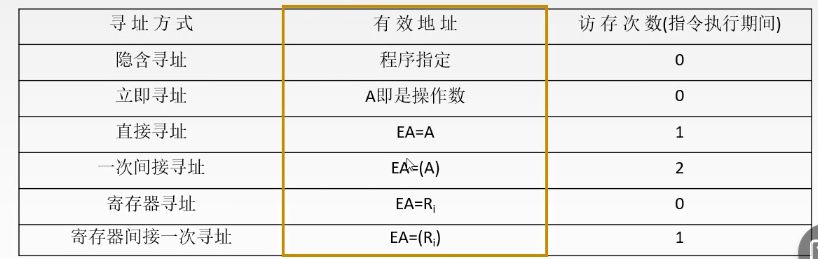 寻址方式 有效地址 访存次数(指令执行期间)
隐含寻址 程序指定 0
立即寻址 A即是操作数 0
直接寻址 EA=A 1
一次间接寻址 EA=(A) 2
寄存器寻址 EA=Ri 0
寄存器间接一次寻址 EA=(Ri) 1